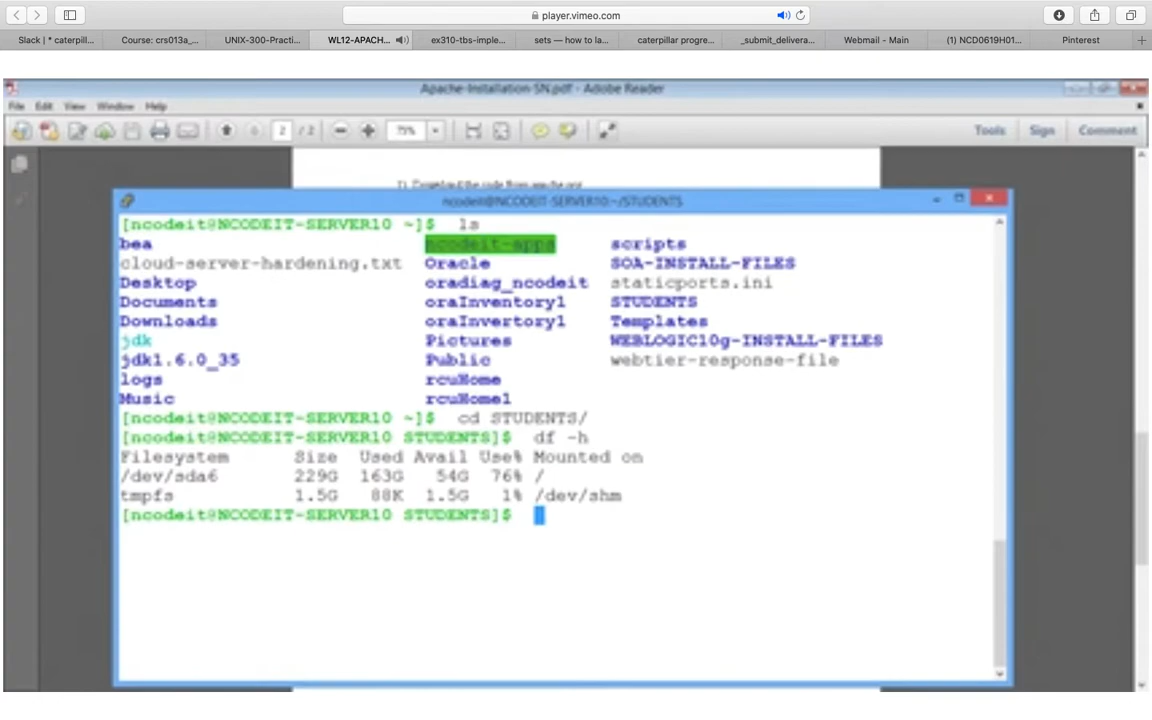 player.vimeo.com
Slack | * caterpill... Course: crs013a_... UNIX-300-Practi... WL12-APACH... ex310-tbs-imple... sets — how to la... caterpillar progre... _submit_delivera... Webmail - Main (1) NCD0619H01... Pinterest
Apache-Installation-SN.pdf - Adobe Reader
File Edit View Window Help
2 / 2 75% Tools Sign Comment
the code from apache.org
ncodeit@NCODEIT-SERVER10:~/STUDENTS
[ncodeit@NCODEIT-SERVER10 ~]$ ls
bea ncodeit-apps scripts
cloud-server-hardening.txt Oracle SOA-INSTALL-FILES
Desktop oradiag_ncodeit staticports.ini
Documents oraInventory1 STUDENTS
Downloads oraInvertory1 Templates
jdk Pictures WEBLOGIC10g-INSTALL-FILES
jdk1.6.0_35 Public webtier-response-file
logs rcuHome
Music rcuHome1
[ncodeit@NCODEIT-SERVER10 ~]$ cd STUDENTS/
[ncodeit@NCODEIT-SERVER10 STUDENTS]$ df -h
Filesystem Size Used Avail Use% Mounted on
/dev/sda6 229G 163G 54G 76% /
tmpfs 1.5G 88K 1.5G 1% /dev/shm
[ncodeit@NCODEIT-SERVER10 STUDENTS]$